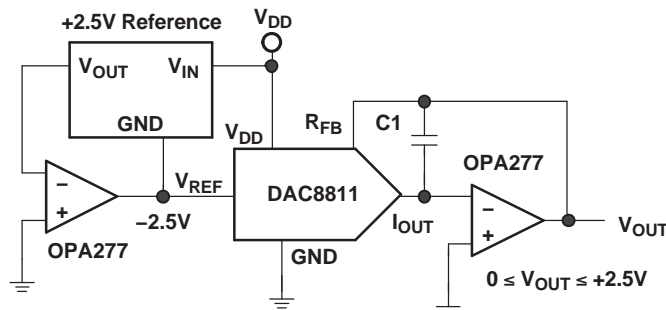 +2.5V Reference
VDD
VOUT
VIN
GND
VDD
RFB
C1
OPA277
−
+
VREF
−2.5V
DAC8811
IOUT
−
+
VOUT
OPA277
GND
0 ≤ VOUT ≤ +2.5V